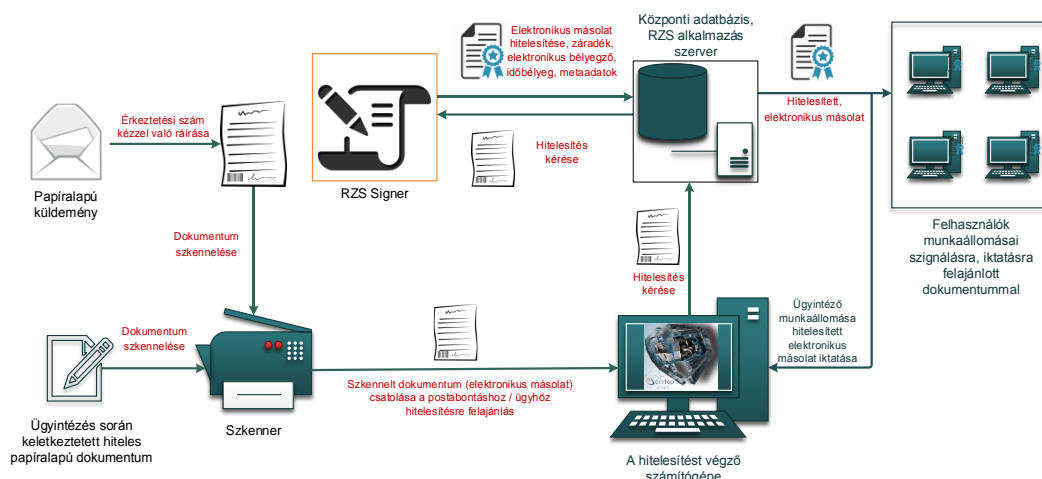 Elektronikus másolat
hitelesítése, záradék,
elektronikus bélyegző,
időbélyeg, metaadatok
Központi adatbázis,
RZS alkalmazás
szerver
Érkeztetési szám
kézzel való ráírása
Hitelesített,
elektronikus másolat
Hitelesítés
kérése
Papíralapú
küldemény
RZS Signer
Felhasználók
munkaállomásai
szignálásra, iktatásra
felajánlott
dokumentummal
Dokumentum
szkennelése
Hitelesítés
kérése
Ügyintéző
munkaállomása
hitelesített
elektronikus
másolat iktatása
Dokumentum
szkennelése
Szkennelt dokumentum (elektronikus másolat)
csatolása a postabontáshoz / ügyhöz
hitelesítésre felajánlás
Szkenner
Ügyintézés során
keletkeztetett hiteles
papíralapú dokumentum
A hitelesítést végző
számítógépe